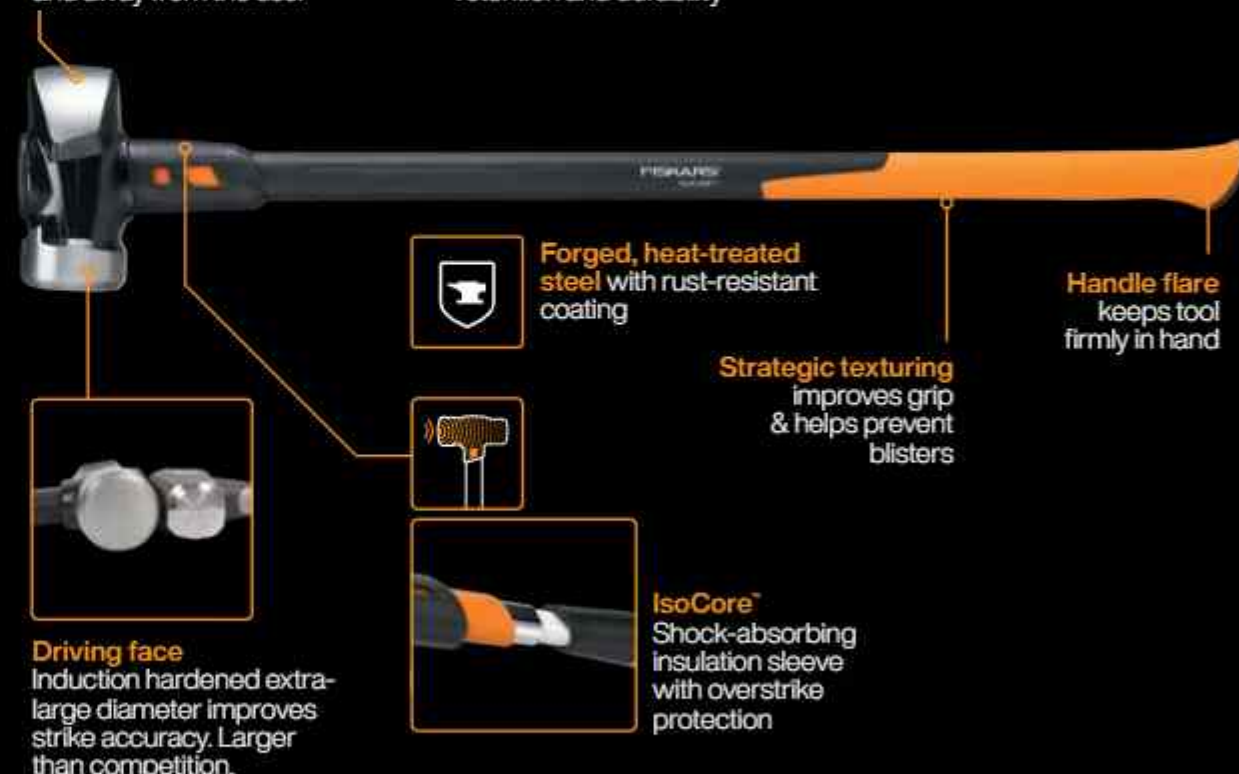 FISKARS
Forged, heat-treated
steel with rust-resistant
coating
Handle flare
keeps tool
firmly in hand
Strategic texturing
improves grip
& helps prevent
blisters
IsoCore™
Shock-absorbing
insulation sleeve
with overstrike
protection
Driving face
Induction hardened extra-
large diameter improves
strike accuracy. Larger
than competition.